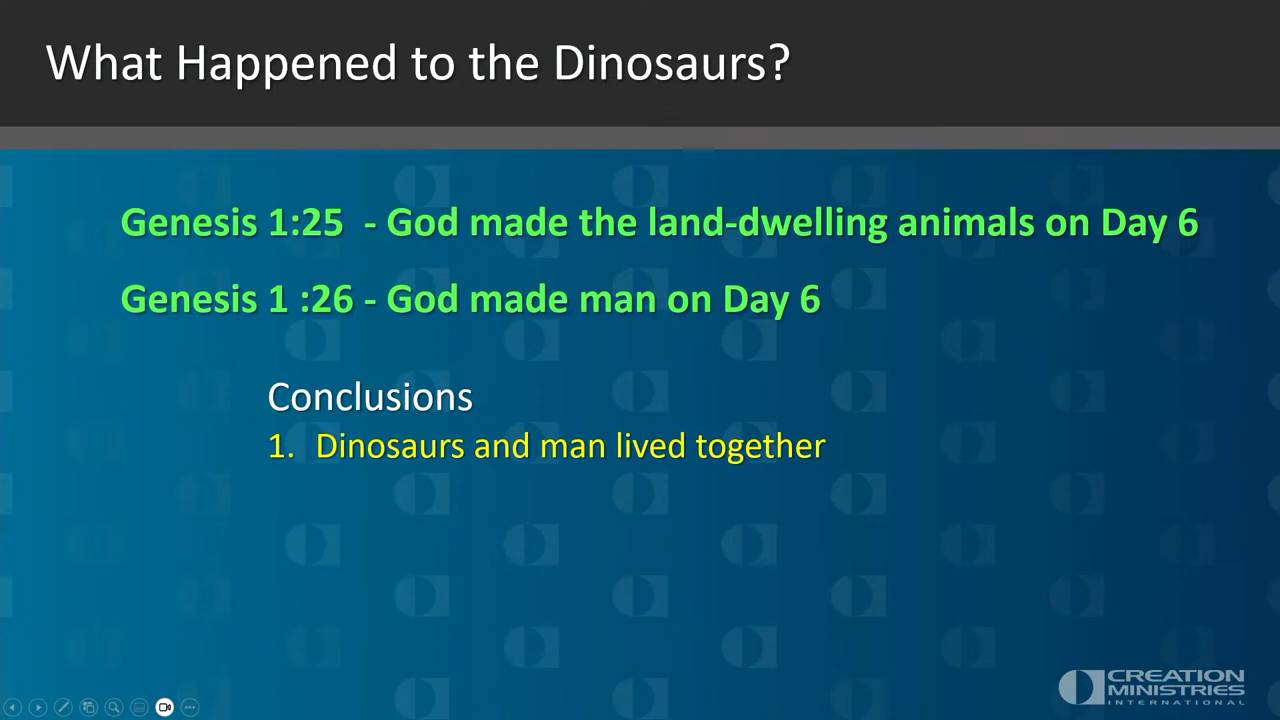 What Happened to the Dinosaurs?
Genesis 1:25  - God made the land-dwelling animals on Day 6
Genesis 1 :26 - God made man on Day 6
Conclusions
1. Dinosaurs and man lived together
CREATION
MINISTRIES
INTERNATIONAL